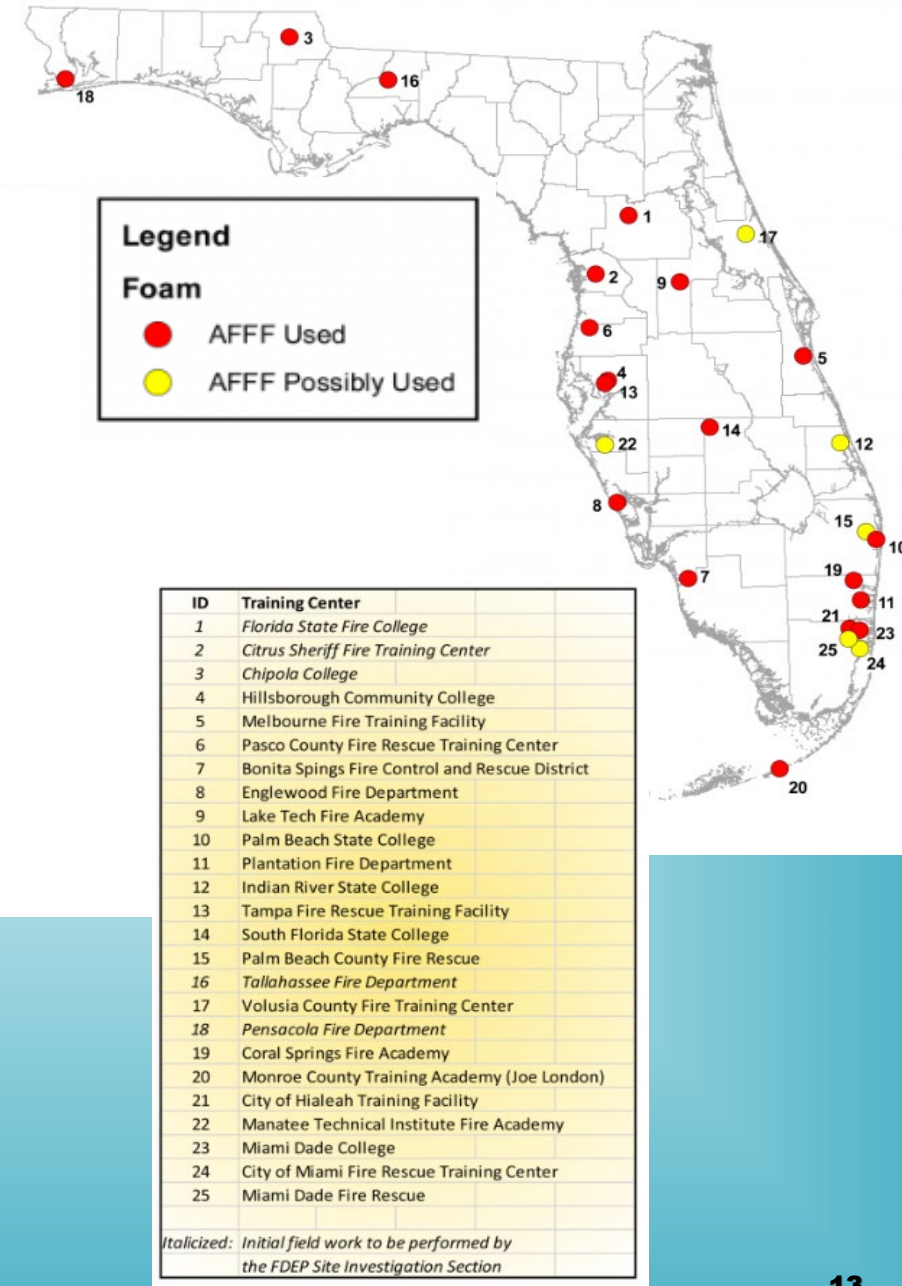 3
16
18
Legend
Foam
AFFF Used
AFFF Possibly Used
1
17
2
9
6
5
4
13
14
22
12
8
15
10
7
19
11
21
23
25
24
20
ID Training Center
1 Florida State Fire College
2 Citrus Sheriff Fire Training Center
3 Chipola College
4 Hillsborough Community College
5 Melbourne Fire Training Facility
6 Pasco County Fire Rescue Training Center
7 Bonita Spings Fire Control and Rescue District
8 Englewood Fire Department
9 Lake Tech Fire Academy
10 Palm Beach State College
11 Plantation Fire Department
12 Indian River State College
13 Tampa Fire Rescue Training Facility
14 South Florida State College
15 Palm Beach County Fire Rescue
16 Tallahassee Fire Department
17 Volusia County Fire Training Center
18 Pensacola Fire Department
19 Coral Springs Fire Academy
20 Monroe County Training Academy (Joe London)
21 City of Hialeah Training Facility
22 Manatee Technical Institute Fire Academy
23 Miami Dade College
24 City of Miami Fire Rescue Training Center
25 Miami Dade Fire Rescue
Italicized: Initial field work to be performed by
the FDEP Site Investigation Section
13